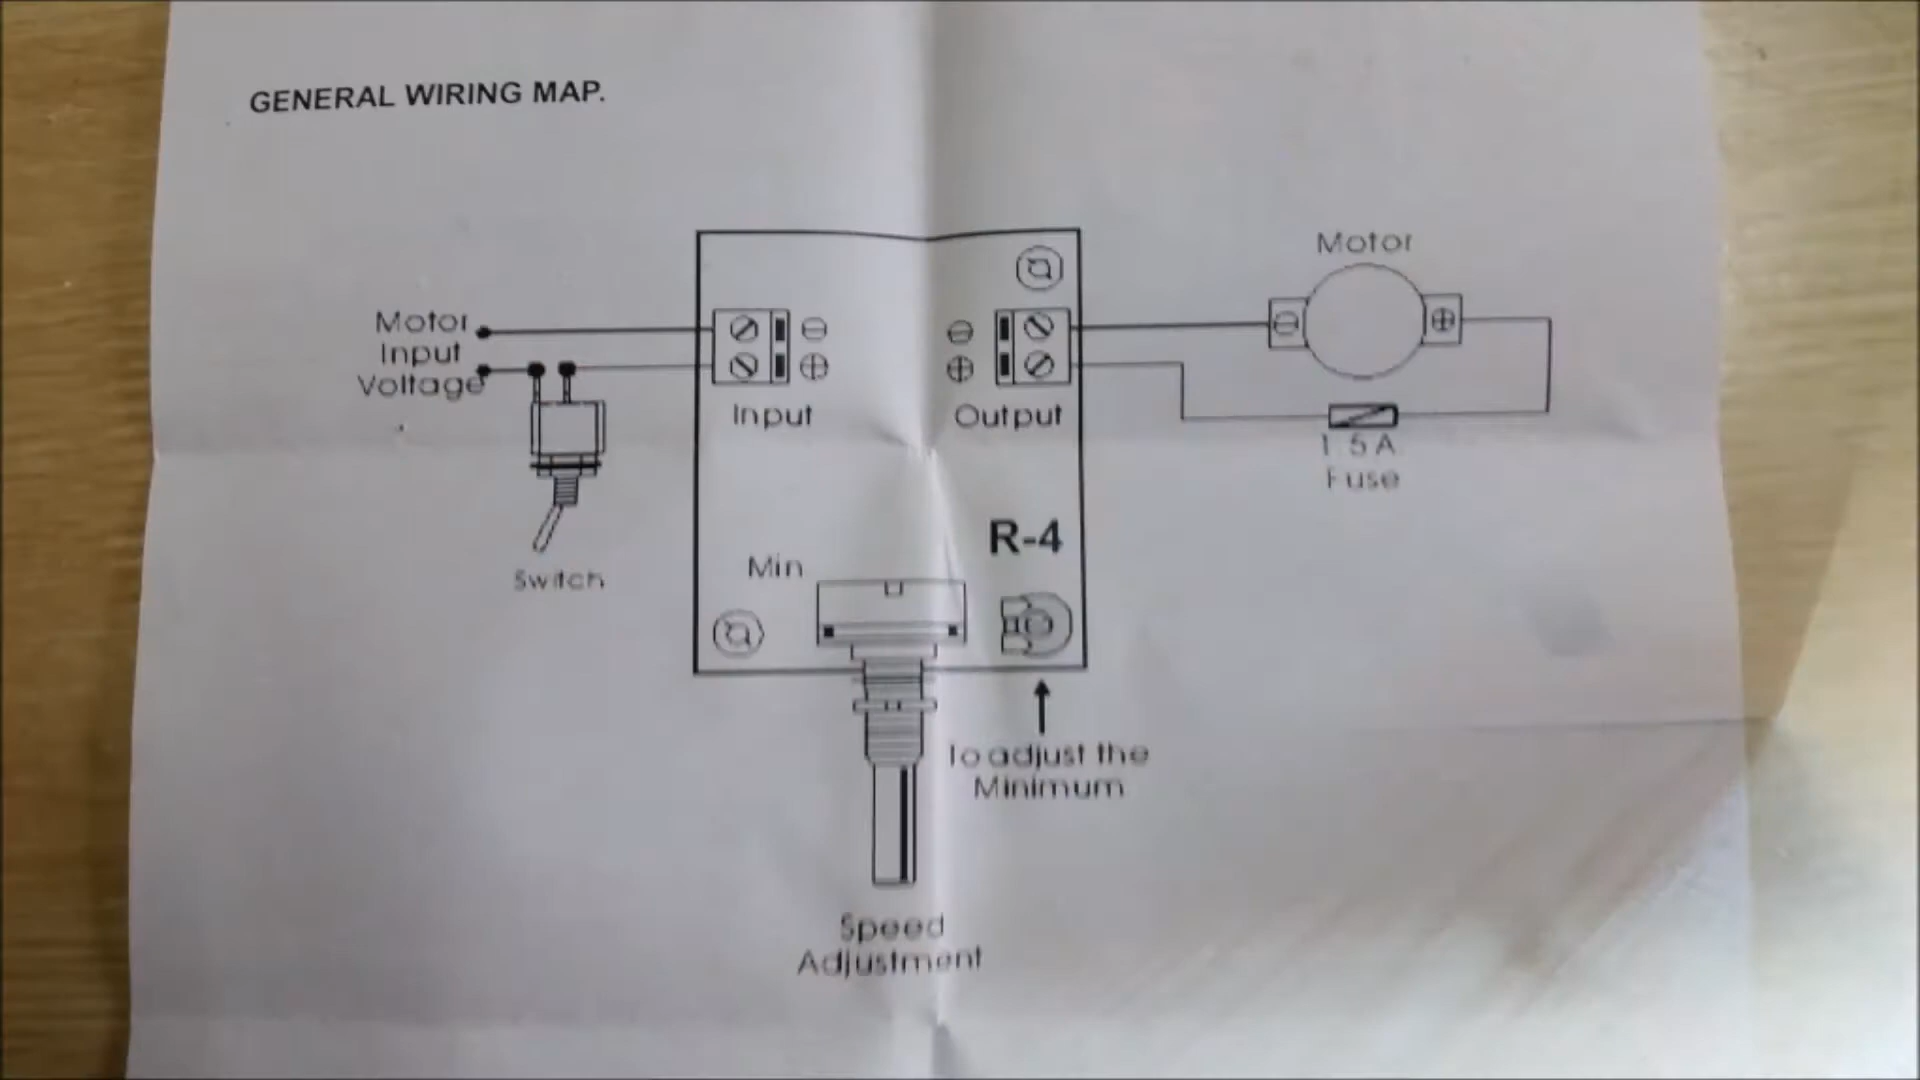 GENERAL WIRING MAP.
Motor
Motor
Input
Voltage
Input
Output
1.5A
Fuse
R-4
Min
Switch
To adjust the
Minimum
Speed
Adjustment